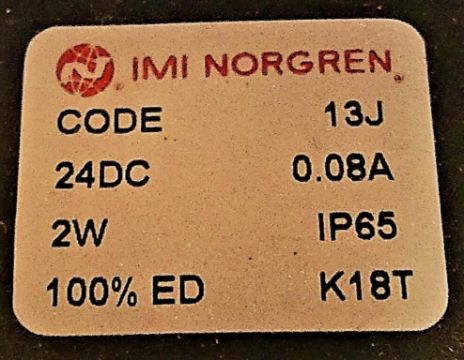 IMI NORGREN
CODE 13J
24DC 0.08A
2W IP65
100% ED K18T